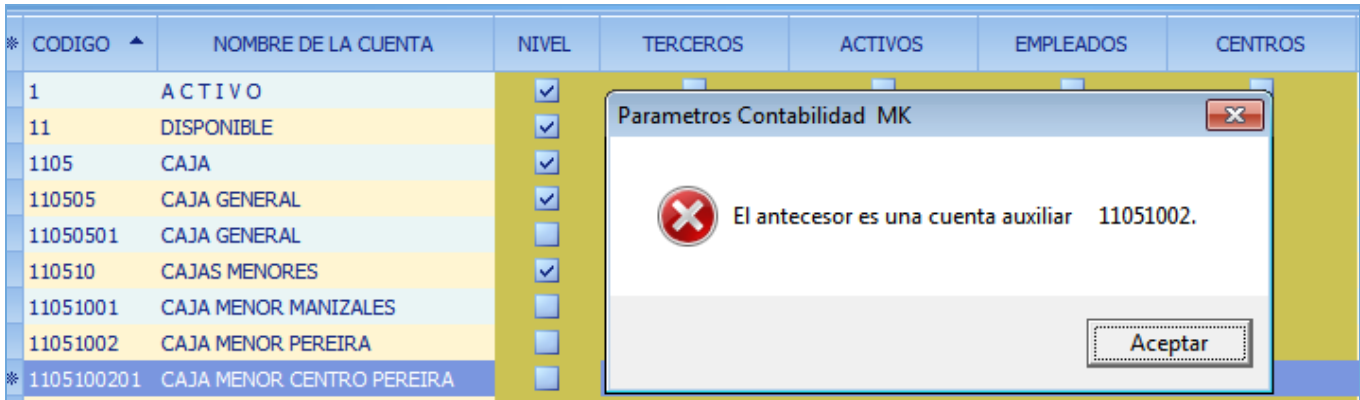 CODIGO NOMBRE DE LA CUENTA NIVEL TERCEROS ACTIVOS EMPLEADOS CENTROS
1 A C T I V O
11 DISPONIBLE
1105 CAJA
110505 CAJA GENERAL
11050501 CAJA GENERAL
110510 CAJAS MENORES
11051001 CAJA MENOR MANIZALES
11051002 CAJA MENOR PEREIRA
1105100201 CAJA MENOR CENTRO PEREIRA
Parametros Contabilidad MK
El antecesor es una cuenta auxiliar 11051002.
Aceptar